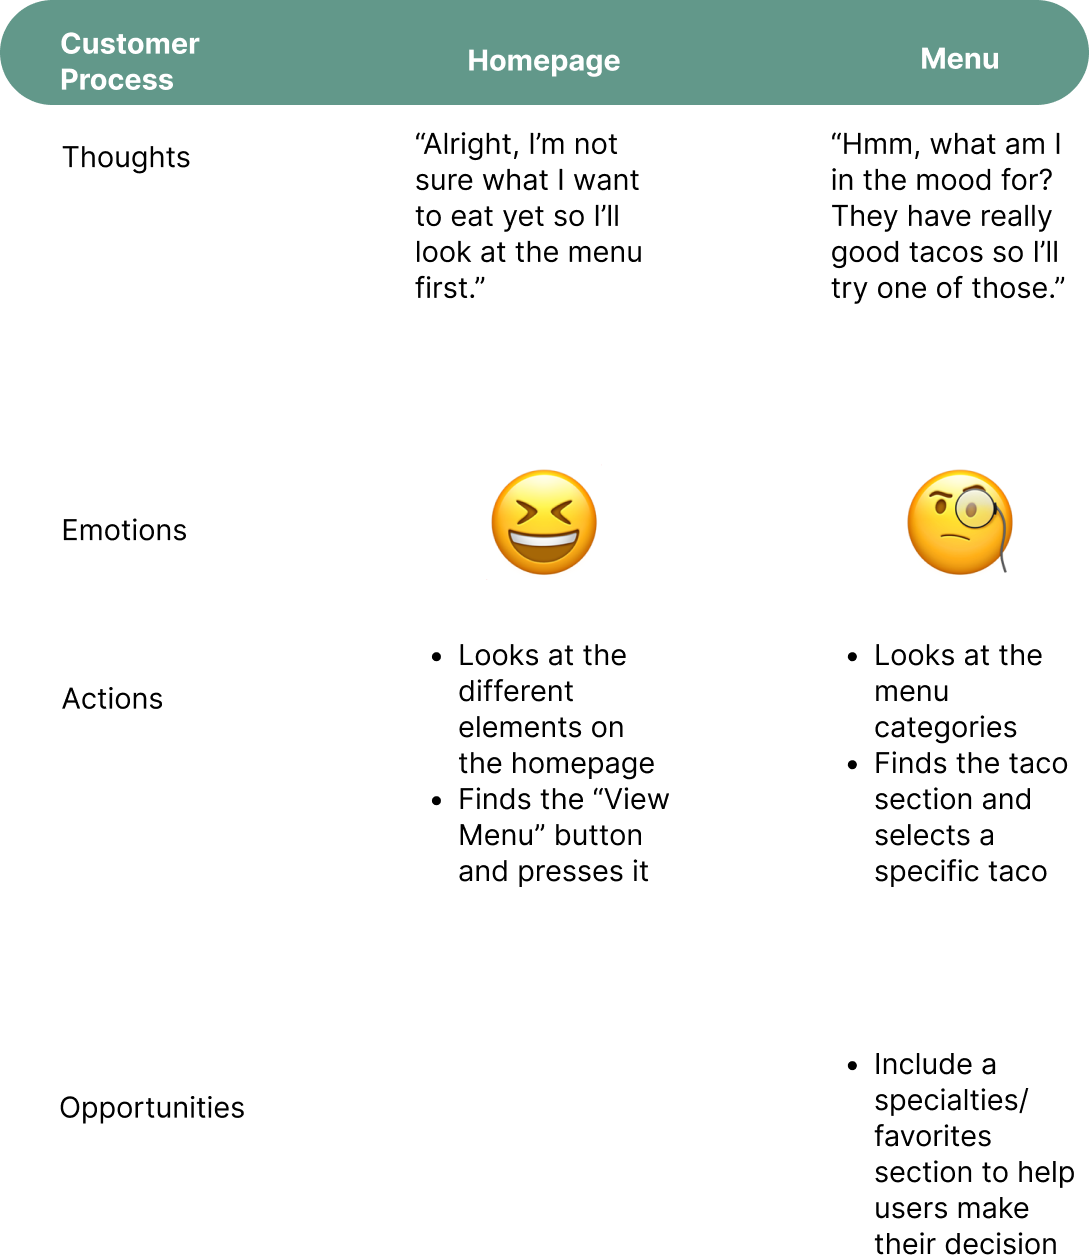 Customer
Process
Homepage
Menu
Thoughts
“Alright, I’m not
sure what I want
to eat yet so I’ll
look at the menu
first.”
“Hmm, what am I
in the mood for?
They have really
good tacos so I’ll
try one of those.”
Emotions
Actions
• Looks at the
different
elements on
the homepage
• Finds the “View
Menu” button
and presses it
• Looks at the
menu
categories
• Finds the taco
section and
selects a
specific taco
Opportunities
• Include a
specialties/
favorites
section to help
users make
their decision